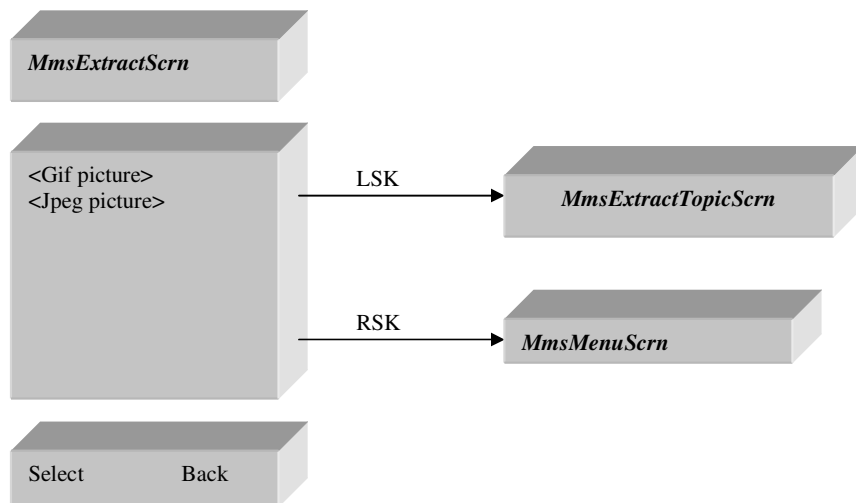 MmsExtractScrn
<Gif picture>
<Jpeg picture>
LSK
MmsExtractTopicScrn
RSK
MmsMenuScrn
Select Back